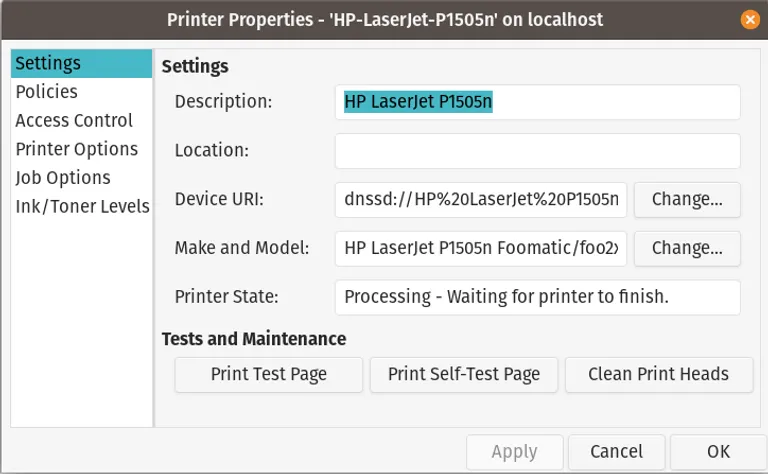 Printer Properties - 'HP-LaserJet-P1505n' on localhost
Settings
Policies
Access Control
Printer Options
Job Options
Ink/Toner Levels
Settings
Description: HP LaserJet P1505n
Location:
Device URI: dnssd://HP%20LaserJet%20P1505n Change...
Make and Model: HP LaserJet P1505n Foomatic/foo2x Change...
Printer State: Processing - Waiting for printer to finish.
Tests and Maintenance
Print Test Page Print Self-Test Page Clean Print Heads
Apply Cancel OK